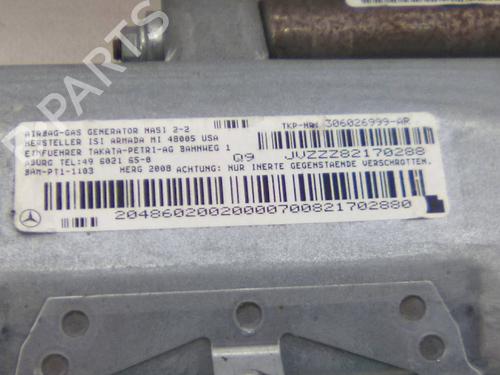 AIRBAG-GAS GENERATOR NASI 2-2
HERSTELLER ISI ARMADA MI 48005 USA
EINFUEHRER TAKATA-PETRI-AG BAHNWEG 1
ABURG TEL:49 6021 65-0
BAM-PT1-1103 HERG 2008 ACHTUNG: NUR INERTE GEGENSTAENDE VERSCHROTTEN.
TKP-NR: 306026999-AR
Q9 JVZZZ82170288
20486020020000700821702880
B-PARTS